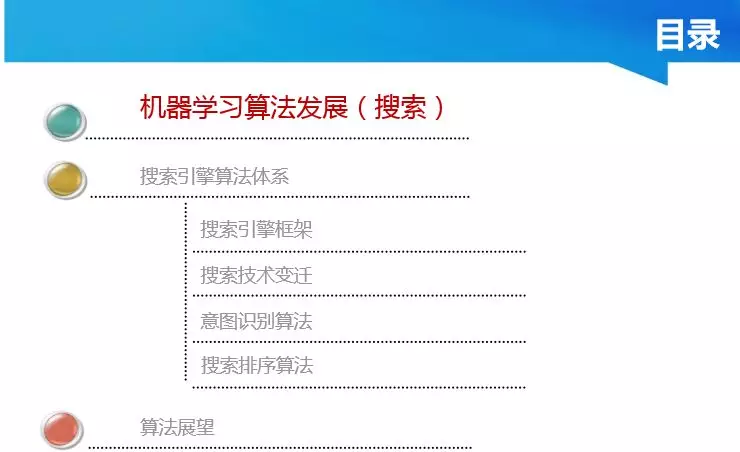 目录
机器学习算法发展（搜索）
搜索引擎算法体系
搜索引擎框架
搜索技术变迁
意图识别算法
搜索排序算法
算法展望